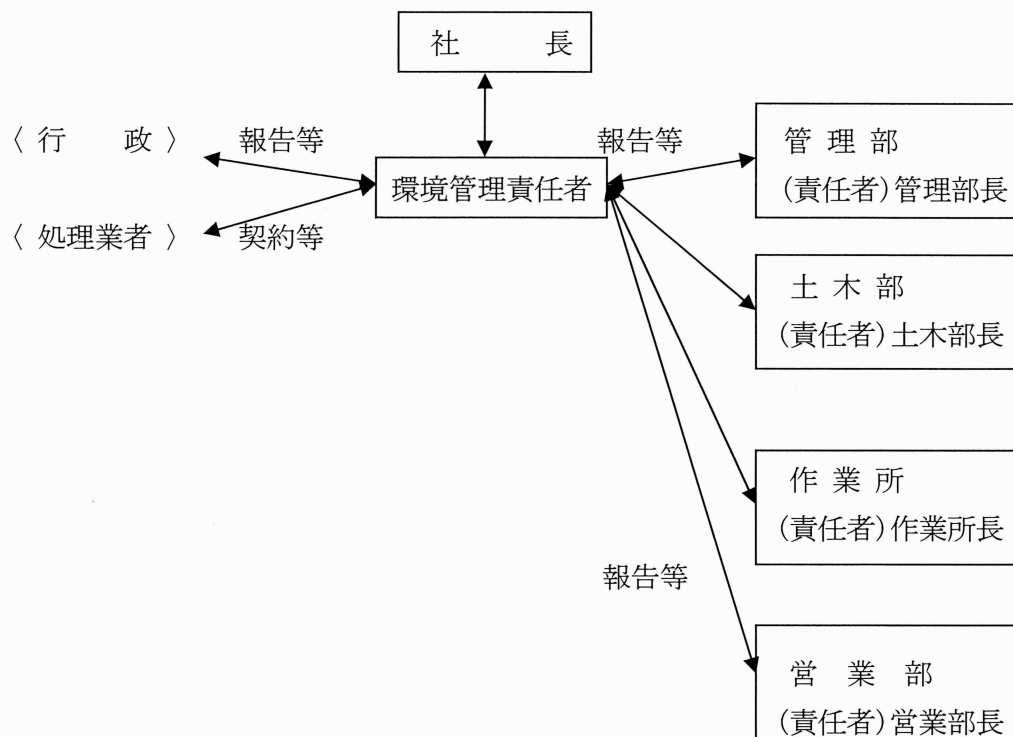 社　　　長
〈 行　　政 〉
報告等
報告等
環境管理責任者
〈 処理業者 〉
契約等
管 理 部
(責任者)管理部長
土 木 部
(責任者)土木部長
作 業 所
(責任者)作業所長
報告等
営　業　部
(責任者)営業部長